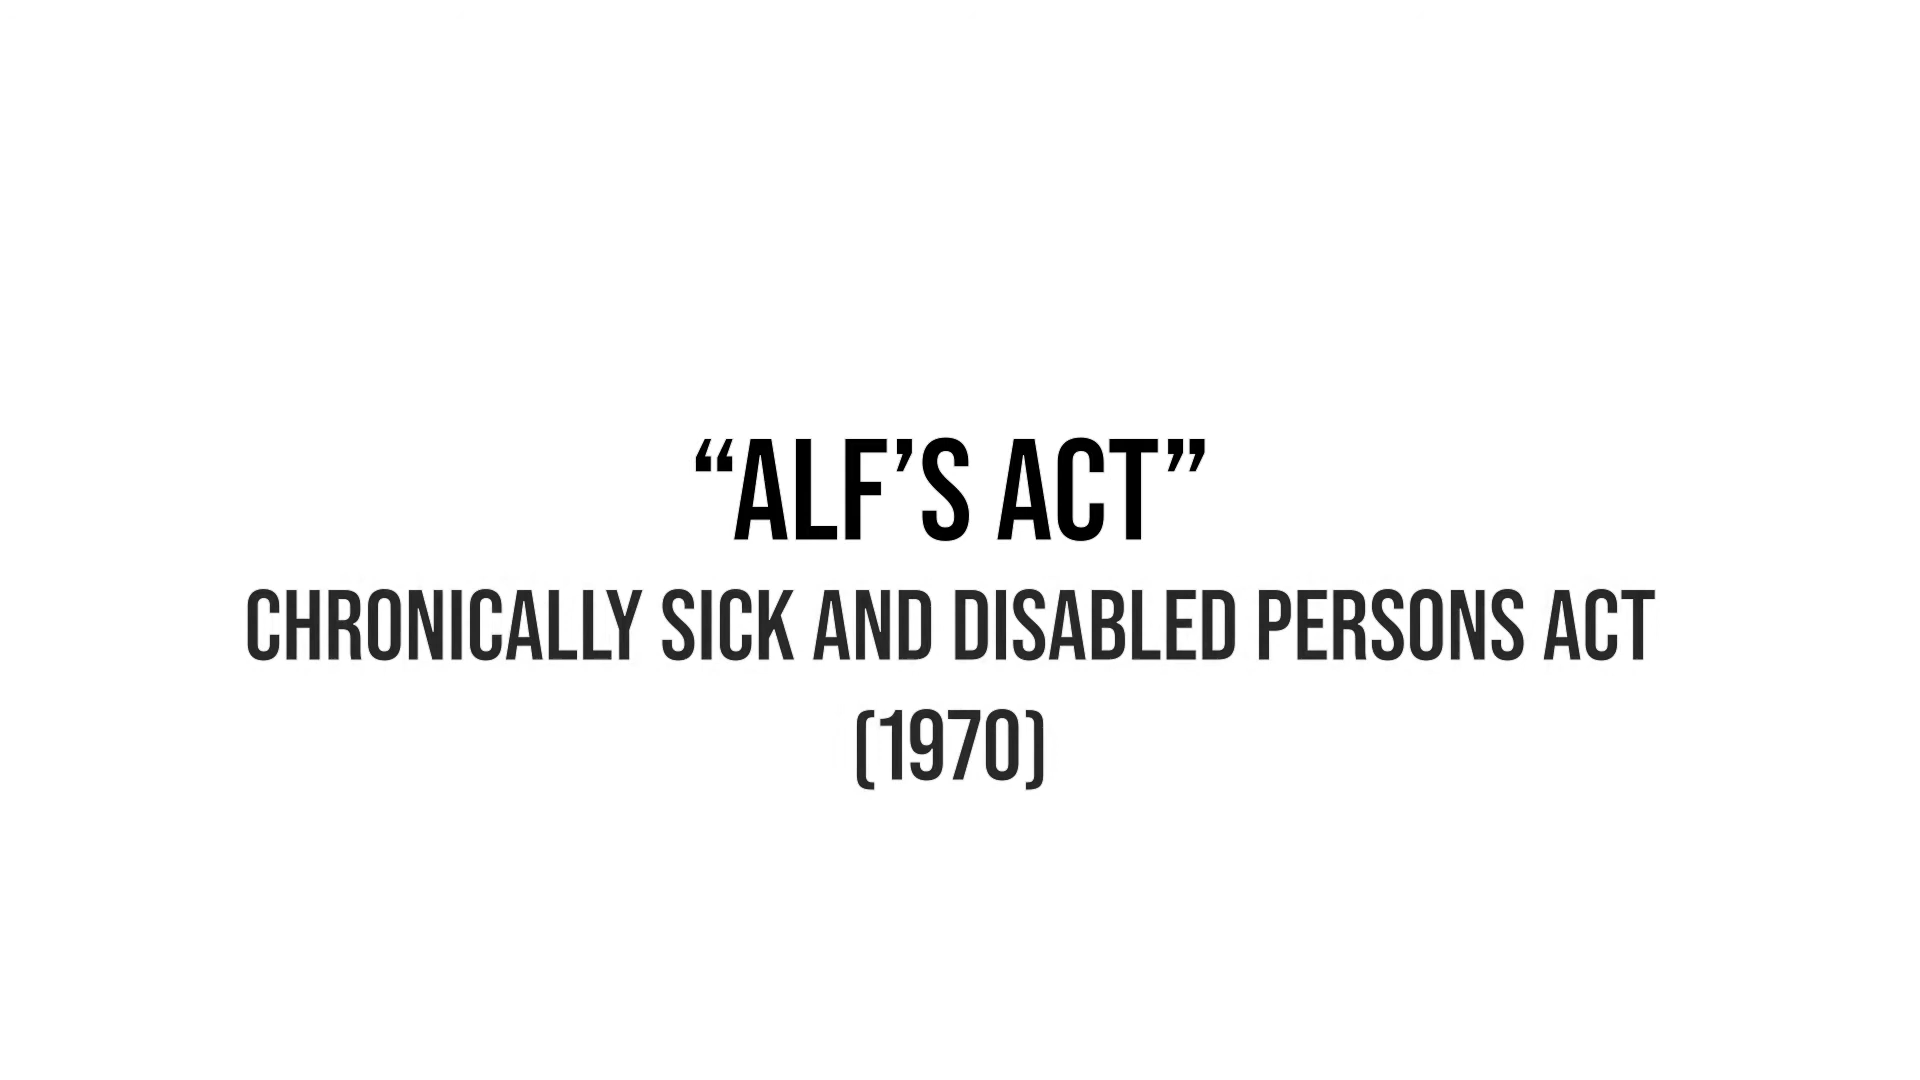 “ALF’S ACT”
CHRONICALLY SICK AND DISABLED PERSONS ACT
(1970)